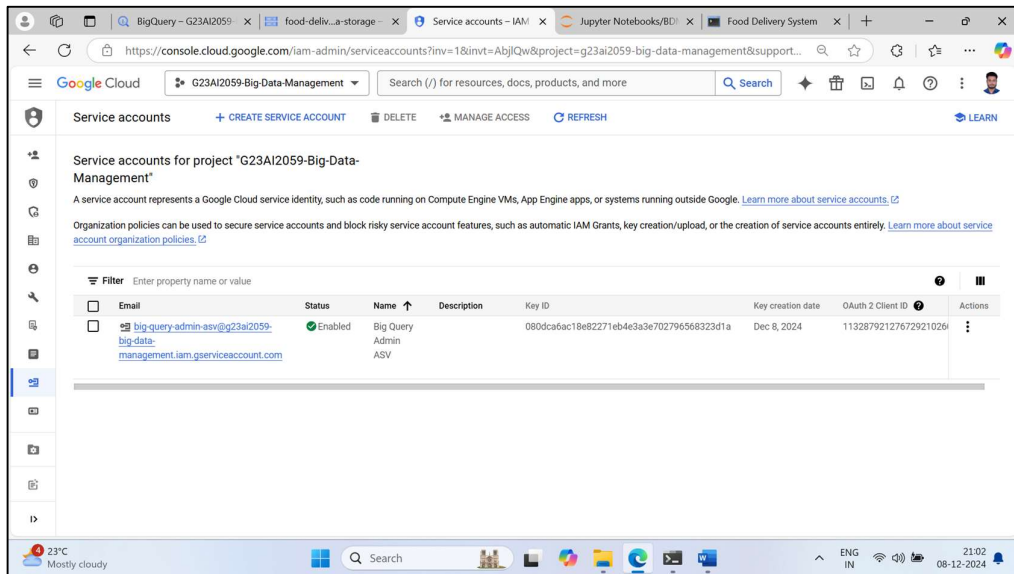 BigQuery – G23AI2059-
food-deliv...a-storage -
Service accounts – IAM
Jupyter Notebooks/BD
Food Delivery System
https://console.cloud.google.com/iam-admin/serviceaccounts?inv=1&invt=AbjlQw&project=g23ai2059-big-data-management&support...
Google Cloud
G23AI2059-Big-Data-Management
Search (/) for resources, docs, products, and more
Search
Service accounts
+ CREATE SERVICE ACCOUNT
DELETE
MANAGE ACCESS
REFRESH
LEARN
Service accounts for project "G23AI2059-Big-Data-
Management"
A service account represents a Google Cloud service identity, such as code running on Compute Engine VMs, App Engine apps, or systems running outside Google. Learn more about service accounts.
Organization policies can be used to secure service accounts and block risky service account features, such as automatic IAM Grants, key creation/upload, or the creation of service accounts entirely. Learn more about service
account organization policies.
Filter Enter property name or value
Email Status Name Description Key ID Key creation date OAuth 2 Client ID Actions
big-query-admin-asv@g23ai2059- Enabled Big Query 080dca6ac18e82271eb4e3a3e702796568323d1a Dec 8, 2024 11328792127672921026
big-data- Admin
management.iam.gserviceaccount.com ASV
4
23°C
Mostly cloudy
Search
ENG
IN
21:02
08-12-2024